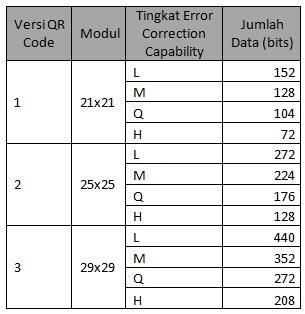 Versi QR Code Modul Tingkat Error Correction Capability Jumlah Data (bits)
1 21x21 L 152
M 128
Q 104
H 72
2 25x25 L 272
M 224
Q 176
H 128
3 29x29 L 440
M 352
Q 272
H 208